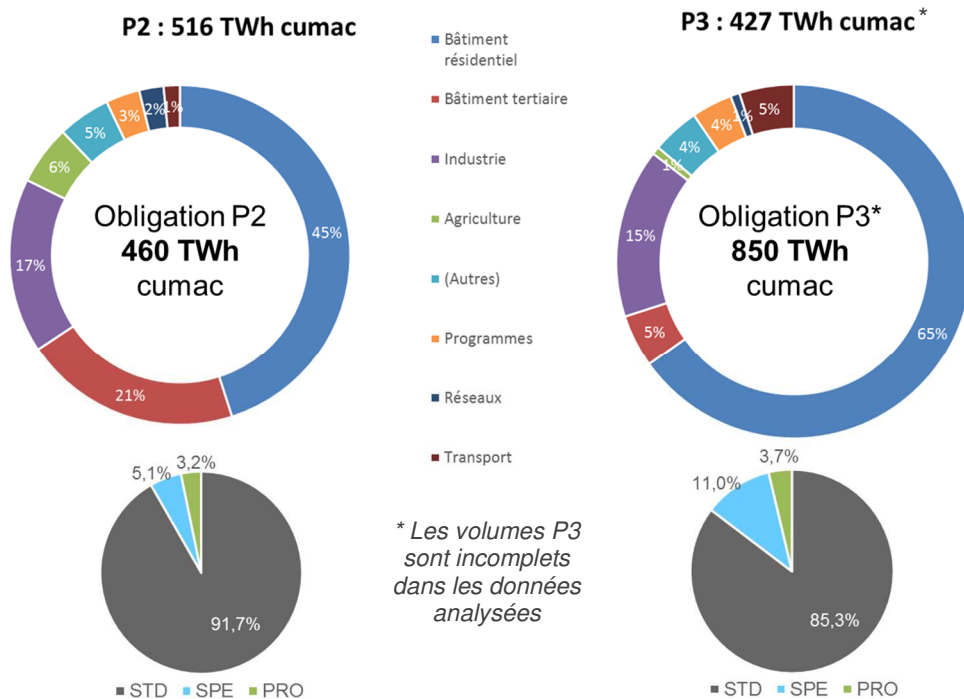 P2 : 516 TWh cumac
P3 : 427 TWh cumac *
Bâtiment
résidentiel
Bâtiment tertiaire
Industrie
Agriculture
(Autres)
Programmes
Réseaux
Transport
45%
21%
17%
6%
5%
3%
2%
1%
Obligation P2
460 TWh
cumac
65%
5%
15%
1%
4%
4%
1%
5%
Obligation P3*
850 TWh
cumac
5,1%
3,2%
91,7%
STD SPE PRO
* Les volumes P3
sont incomplets
dans les données
analysées
11,0%
3,7%
85,3%
STD SPE PRO